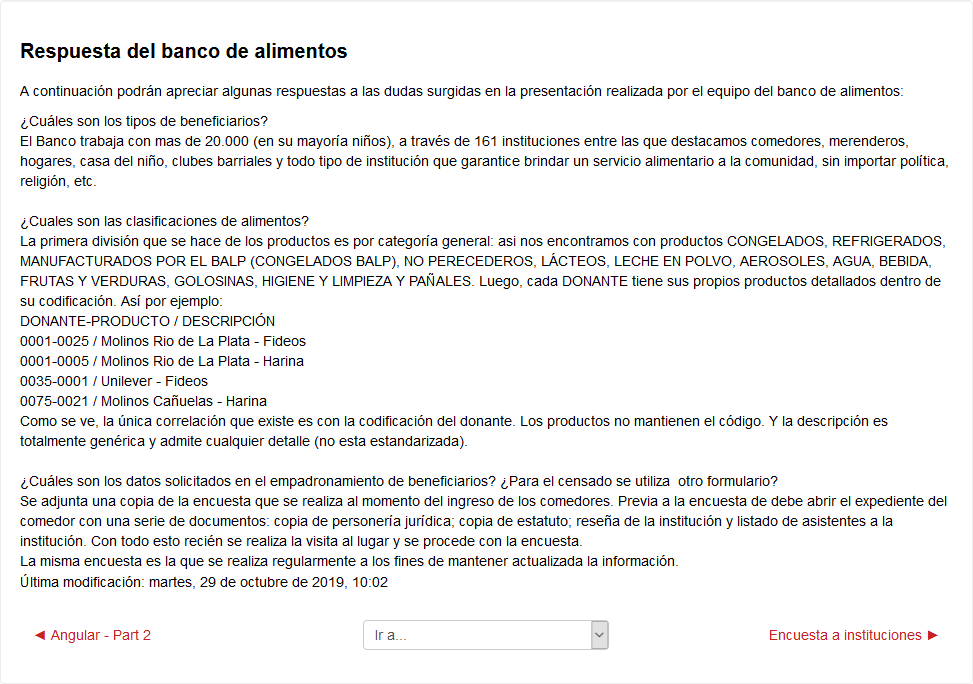 Respuesta del banco de alimentos
A continuación podrán apreciar algunas respuestas a las dudas surgidas en la presentación realizada por el equipo del banco de alimentos:
¿Cuáles son los tipos de beneficiarios?
El Banco trabaja con mas de 20.000 (en su mayoría niños), a través de 161 instituciones entre las que destacamos comedores, merenderos,
hogares, casa del niño, clubes barriales y todo tipo de institución que garantice brindar un servicio alimentario a la comunidad, sin importar política,
religión, etc.
¿Cuales son las clasificaciones de alimentos?
La primera división que se hace de los productos es por categoría general: asi nos encontramos con productos CONGELADOS, REFRIGERADOS,
MANUFACTURADOS POR EL BALP (CONGELADOS BALP), NO PERECEDEROS, LÁCTEOS, LECHE EN POLVO, AEROSOLES, AGUA, BEBIDA,
FRUTAS Y VERDURAS, GOLOSINAS, HIGIENE Y LIMPIEZA Y PAÑALES. Luego, cada DONANTE tiene sus propios productos detallados dentro de
su codificación. Así por ejemplo:
DONANTE-PRODUCTO / DESCRIPCIÓN
0001-0025 / Molinos Rio de La Plata - Fideos
0001-0005 / Molinos Rio de La Plata - Harina
0035-0001 / Unilever - Fideos
0075-0021 / Molinos Cañuelas - Harina
Como se ve, la única correlación que existe es con la codificación del donante. Los productos no mantienen el código. Y la descripción es
totalmente genérica y admite cualquier detalle (no esta estandarizada).
¿Cuáles son los datos solicitados en el empadronamiento de beneficiarios? ¿Para el censado se utiliza  otro formulario?
Se adjunta una copia de la encuesta que se realiza al momento del ingreso de los comedores. Previa a la encuesta de debe abrir el expediente del
comedor con una serie de documentos: copia de personería jurídica; copia de estatuto; reseña de la institución y listado de asistentes a la
institución. Con todo esto recién se realiza la visita al lugar y se procede con la encuesta.
La misma encuesta es la que se realiza regularmente a los fines de mantener actualizada la información.
Última modificación: martes, 29 de octubre de 2019, 10:02
◄ Angular - Part 2
Ir a...
Encuesta a instituciones ►